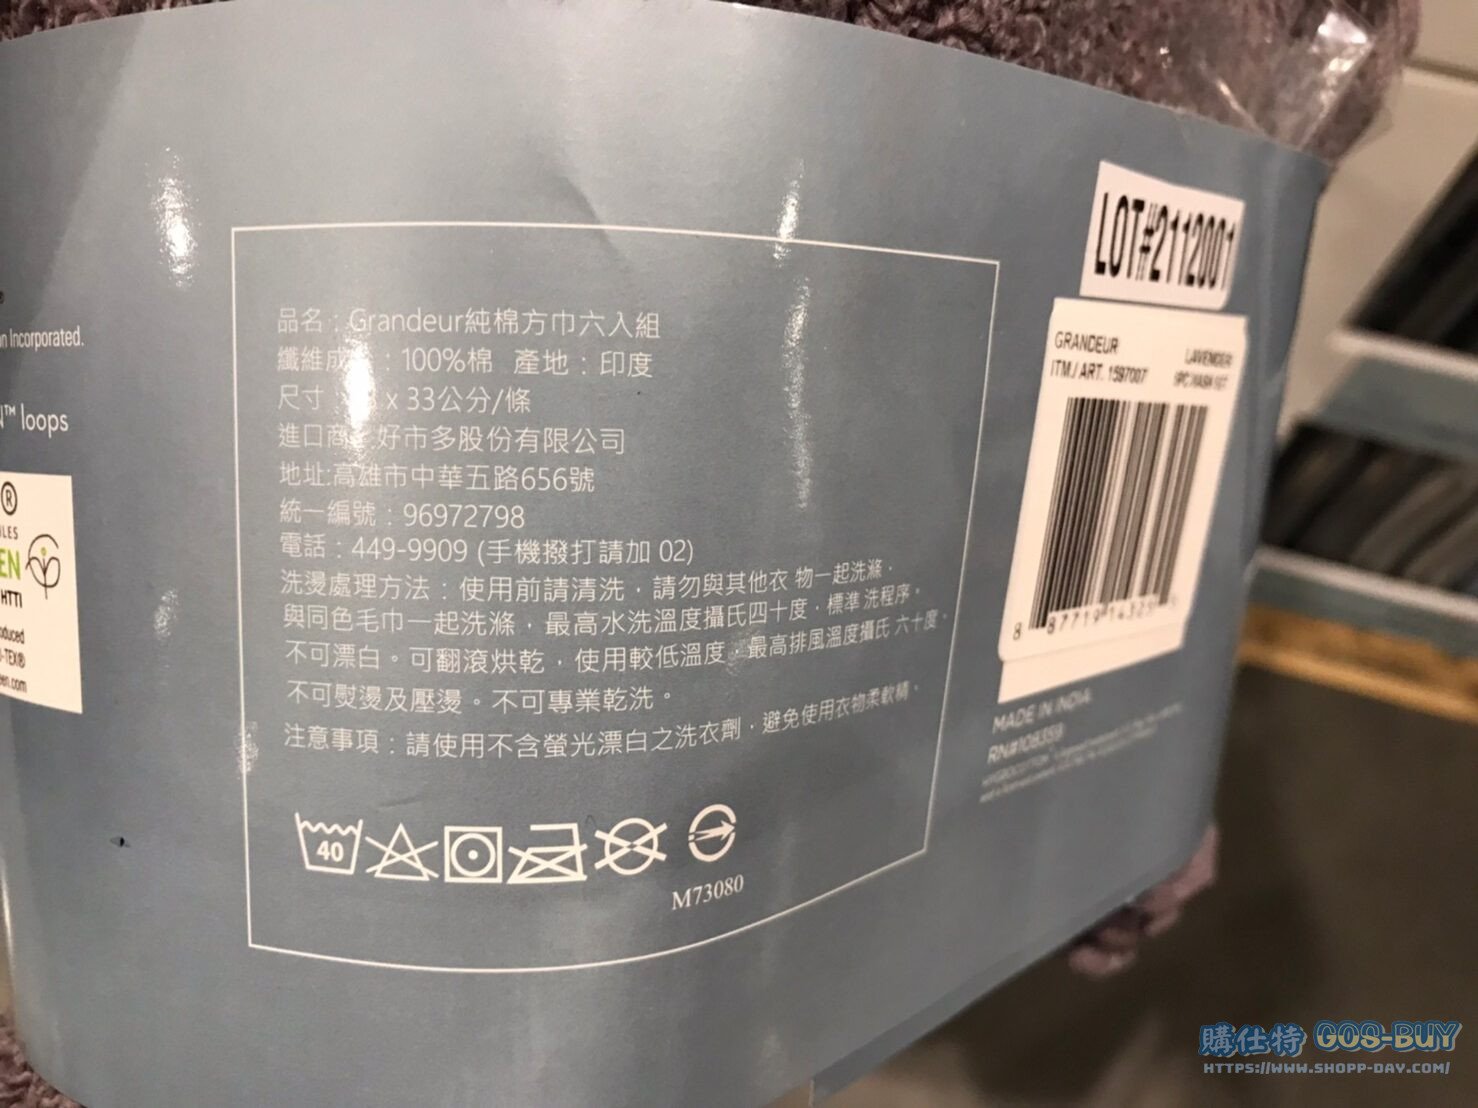 n Incorporated.
™ loops
®
ILES
EN
HTTI
oduced
-TEX®
een.com
品名：Grandeur純棉方巾六入組
纖維成 ：100%棉 產地：印度
尺寸 x 33公分/條
進口商：好市多股份有限公司
地址:高雄市中華五路656號
統一編號：96972798
電話：449-9909 (手機撥打請加 02)
洗燙處理方法：使用前請清洗，請勿與其他衣 物一起洗滌，
與同色毛巾一起洗滌，最高水洗溫度攝氏四十度，標準 洗程序。
不可漂白。可翻滾烘乾，使用較低溫度，最高排風溫度攝氏 六十度。
不可熨燙及壓燙。不可專業乾洗。
注意事項：請使用不含螢光漂白之洗衣劑，避免使用衣物柔軟精。
40
M73080
LOT#2112001
GRANDEUR LAVENDER
ITM./ ART. 1597007
8
MADE IN INDIA
RN#108359
購仕特 GOS-BUY
HTTPS://WWW.SHOPP-DAY.COM/